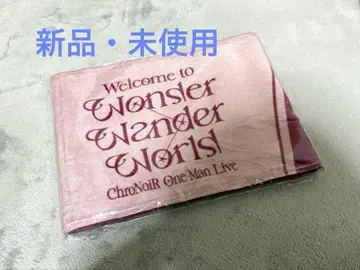 新品・未使用
Welcome to
Wonder
Wander
World
ChroNoiR One-Man Live